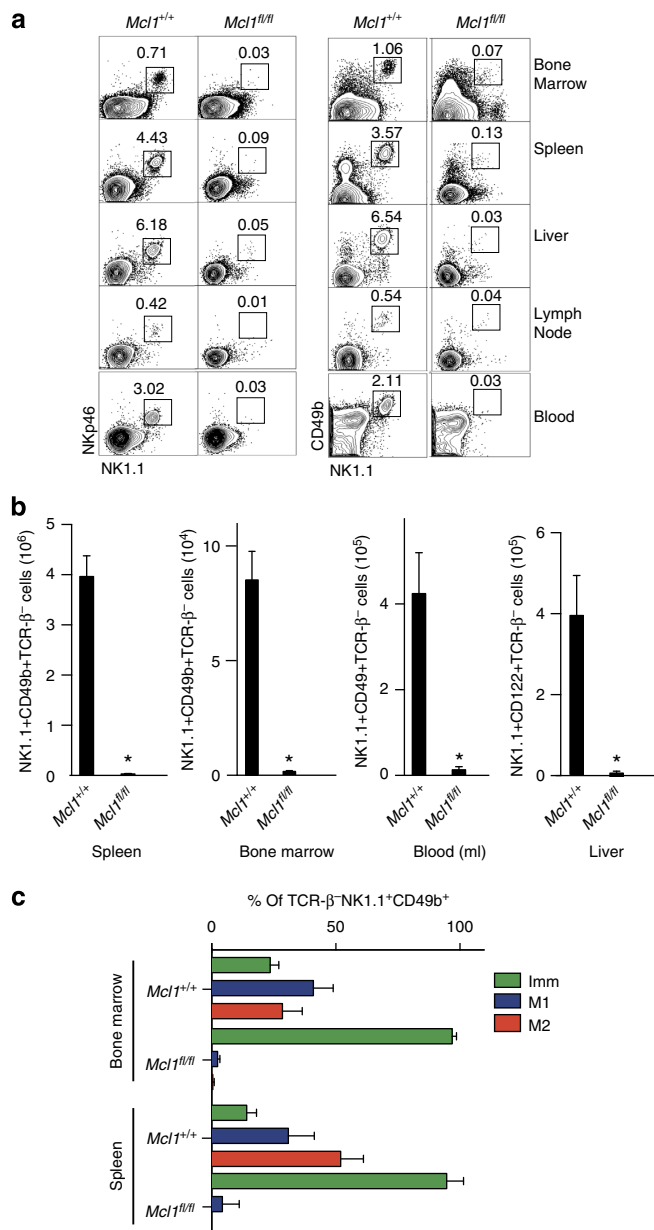 a
Mcl1+/+ Mcl1fl/fl Mcl1+/+ Mcl1fl/fl
0.71 0.03 1.06 0.07 Bone Marrow
4.43 0.09 3.57 0.13 Spleen
6.18 0.05 6.54 0.03 Liver
0.42 0.01 0.54 0.04 Lymph Node
3.02 0.03 2.11 0.03 Blood
NKp46 CD49b
NK1.1 NK1.1
b
NK1.1+CD49b+TCR-β− cells (10⁶)
5
4
3
2
1
0
*
Mcl1+/+ Mcl1fl/fl
Spleen
NK1.1+CD49b+TCR-β− cells (10⁴)
10
5
0
*
Mcl1+/+ Mcl1fl/fl
Bone marrow
NK1.1+CD49+TCR-β− cells (10⁵)
4
2
0
*
Mcl1+/+ Mcl1fl/fl
Blood (ml)
NK1.1+CD122+TCR-β− cells (10⁵)
6
4
2
0
*
Mcl1+/+ Mcl1fl/fl
Liver
c
% Of TCR-β−NK1.1+CD49b+
0 50 100
Bone marrow
Mcl1+/+
Mcl1fl/fl
Spleen
Mcl1+/+
Mcl1fl/fl
Imm
M1
M2